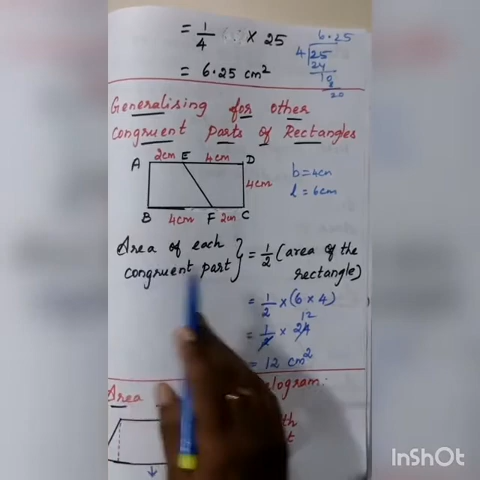 = 1/4 × 25
6.25
4 25
24
10
8
20
= 6.25 cm²
Generalising for other
Congruent Parts of Rectangles
A 2cm E 4cm D
4cm
b = 4cm
l = 6cm
B 4cm F 2cm C
Area of each
congruent part } = 1/2 (area of the
rectangle)
= 1/2 × (6 × 4)
12
= 1/2 × 24
= 12 cm²
Area
InShOt